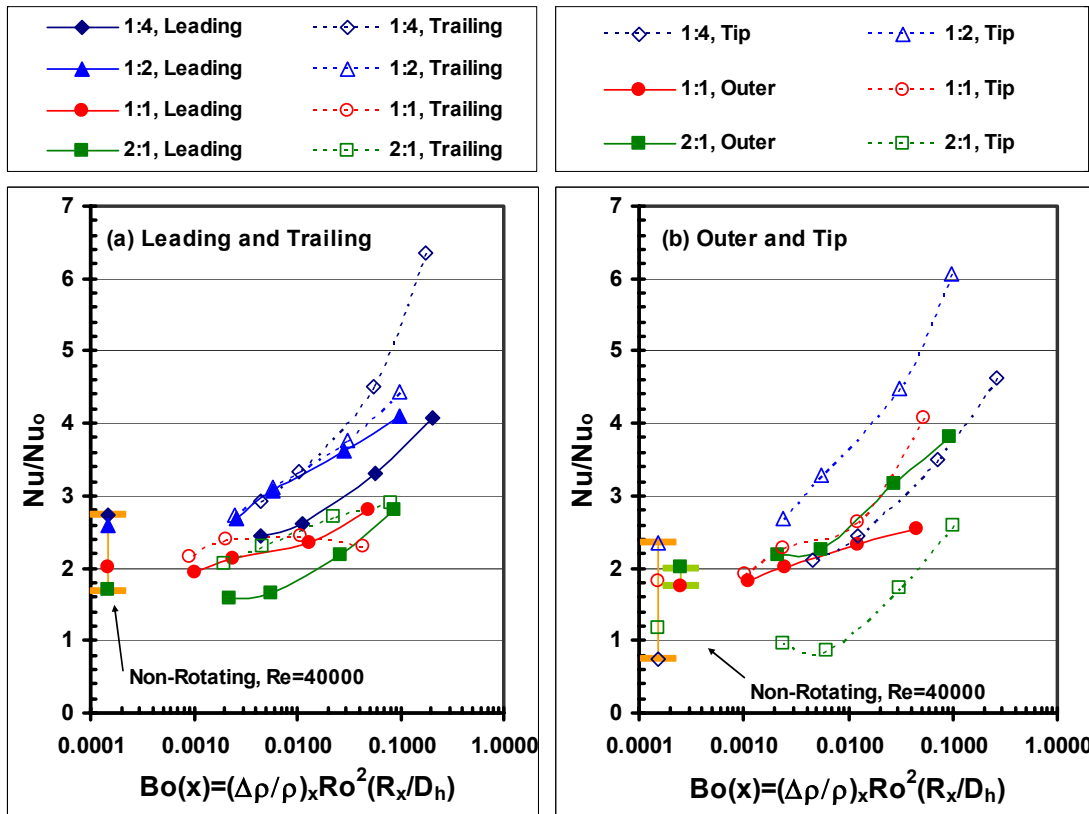 1:4, Leading
1:4, Trailing
1:2, Leading
1:2, Trailing
1:1, Leading
1:1, Trailing
2:1, Leading
2:1, Trailing
1:4, Tip
1:2, Tip
1:1, Outer
1:1, Tip
2:1, Outer
2:1, Tip
(a) Leading and Trailing
Nu/Nuo
7
6
5
4
3
2
1
0
Non-Rotating, Re=40000
0.0001 0.0010 0.0100 0.1000 1.0000
Bo(x)=(Δρ/ρ)xRo2(Rx/Dh)
(b) Outer and Tip
Nu/Nuo
7
6
5
4
3
2
1
0
Non-Rotating, Re=40000
0.0001 0.0010 0.0100 0.1000 1.0000
Bo(x)=(Δρ/ρ)xRo2(Rx/Dh)